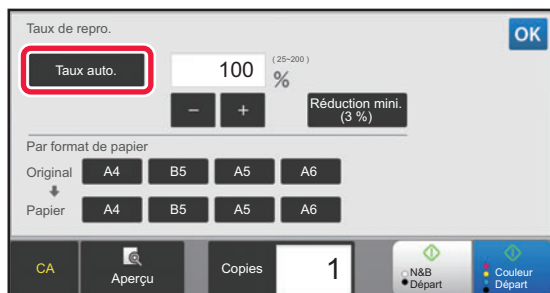 Taux de repro.
OK
Taux auto.
100
(25~200)
%
−
+
Réduction mini.
(3 %)
Par format de papier
Original
A4
B5
A5
A6
Papier
A4
B5
A5
A6
CA
Aperçu
Copies
1
N&B
Départ
Couleur
Départ